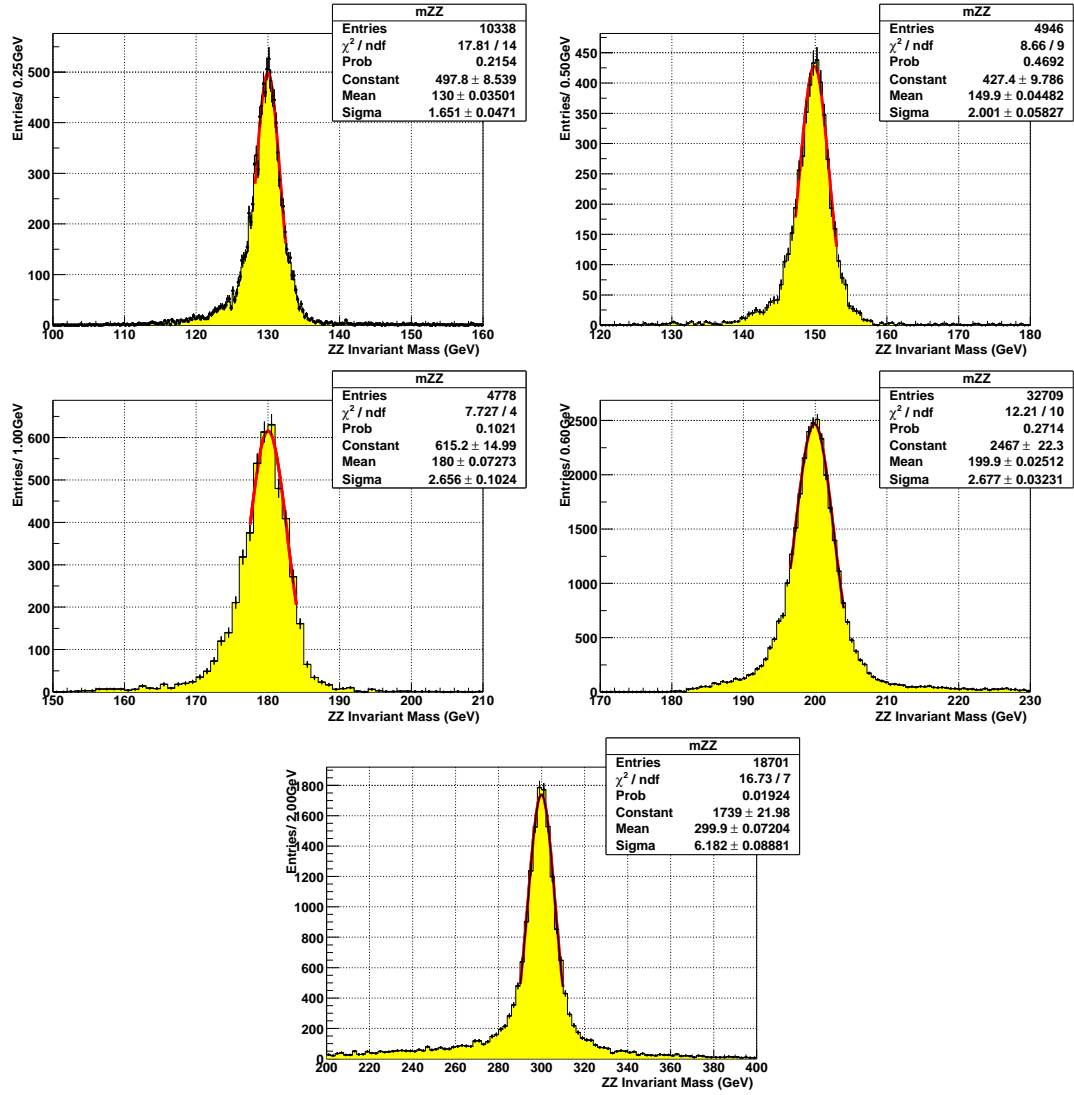 mZZ
Entries 10338
χ² / ndf 17.81 / 14
Prob 0.2154
Constant 497.8 ± 8.539
Mean 130 ± 0.03501
Sigma 1.651 ± 0.0471
Entries/ 0.25GeV
500
400
300
200
100
0
100 110 120 130 140 150 160
ZZ Invariant Mass (GeV)
mZZ
Entries 4946
χ² / ndf 8.66 / 9
Prob 0.4692
Constant 427.4 ± 9.786
Mean 149.9 ± 0.04482
Sigma 2.001 ± 0.05827
Entries/ 0.50GeV
450
400
350
300
250
200
150
100
50
0
120 130 140 150 160 170 180
ZZ Invariant Mass (GeV)
mZZ
Entries 4778
χ² / ndf 7.727 / 4
Prob 0.1021
Constant 615.2 ± 14.99
Mean 180 ± 0.07273
Sigma 2.656 ± 0.1024
Entries/ 1.00GeV
600
500
400
300
200
100
0
150 160 170 180 190 200 210
ZZ Invariant Mass (GeV)
mZZ
Entries 32709
χ² / ndf 12.21 / 10
Prob 0.2714
Constant 2467 ± 22.3
Mean 199.9 ± 0.02512
Sigma 2.677 ± 0.03231
Entries/ 0.60GeV
2500
2000
1500
1000
500
0
170 180 190 200 210 220 230
ZZ Invariant Mass (GeV)
mZZ
Entries 18701
χ² / ndf 16.73 / 7
Prob 0.01924
Constant 1739 ± 21.98
Mean 299.9 ± 0.07204
Sigma 6.182 ± 0.08881
Entries/ 2.00GeV
1800
1600
1400
1200
1000
800
600
400
200
0
200 220 240 260 280 300 320 340 360 380 400
ZZ Invariant Mass (GeV)